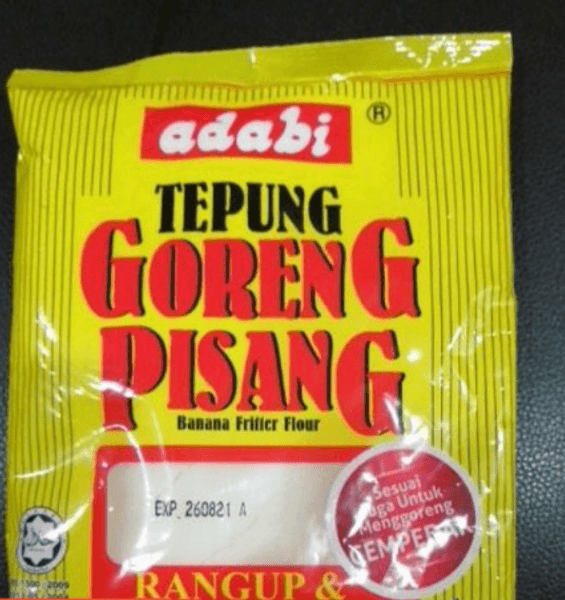 adabi ®
TEPUNG
GORENG
PISANG
Banana Fritter Flour
EXP. 260821 A
Sesuai
Juga Untuk
Menggoreng
CEMPEDAK
RANGUP &